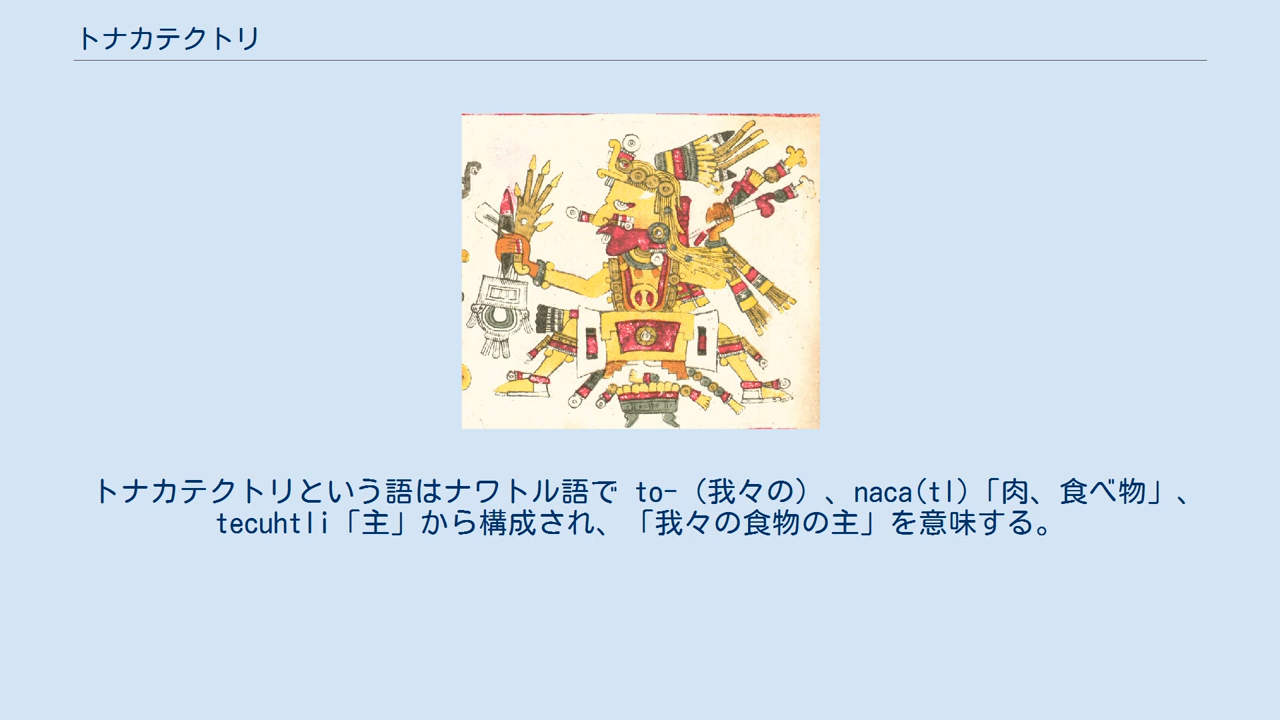 トナカテクトリ
トナカテクトリという語はナワトル語で to-（我々の）、naca(tl)「肉、食べ物」、
tecuhtli「主」から構成され、「我々の食物の主」を意味する。